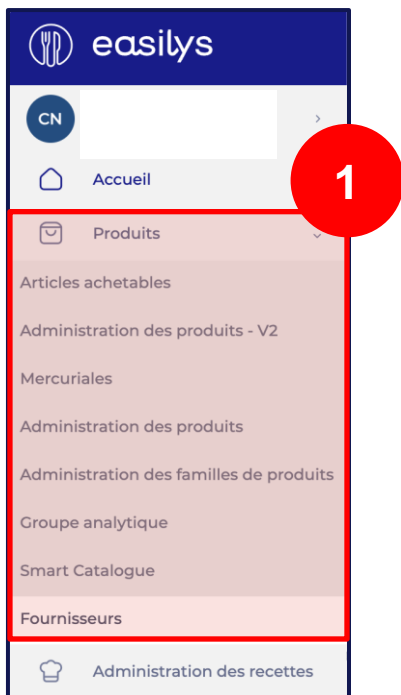 easilys
CN
Accueil
1
Produits
Articles achetables
Administration des produits - V2
Mercuriales
Administration des produits
Administration des familles de produits
Groupe analytique
Smart Catalogue
Fournisseurs
Administration des recettes